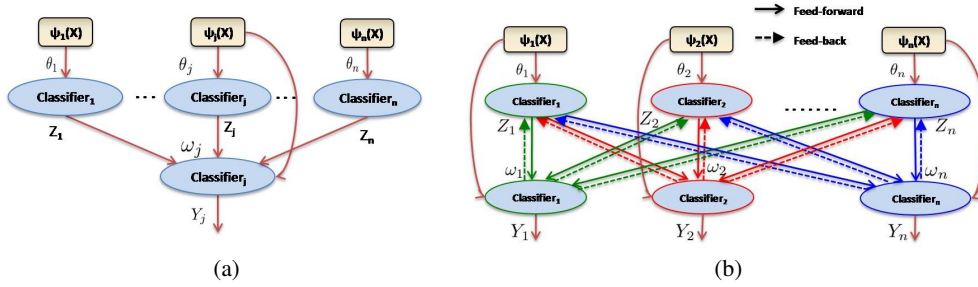 ψ₁(X) ψⱼ(X) ψₙ(X)
θ₁ θⱼ θₙ
Classifier₁ ... Classifierⱼ ... Classifierₙ
Z₁ Zⱼ Zₙ
ωⱼ
Classifierⱼ
Yⱼ
(a)
Feed-forward
Feed-back
ψ₁(X) ψ₂(X) ψₙ(X)
θ₁ θ₂ θₙ
Classifier₁ Classifier₂ ........ Classifierₙ
Z₁ Z₂ Zₙ
ω₁ ω₂ ωₙ
Classifier₁ Classifier₂ Classifierₙ
Y₁ Y₂ Yₙ
(b)